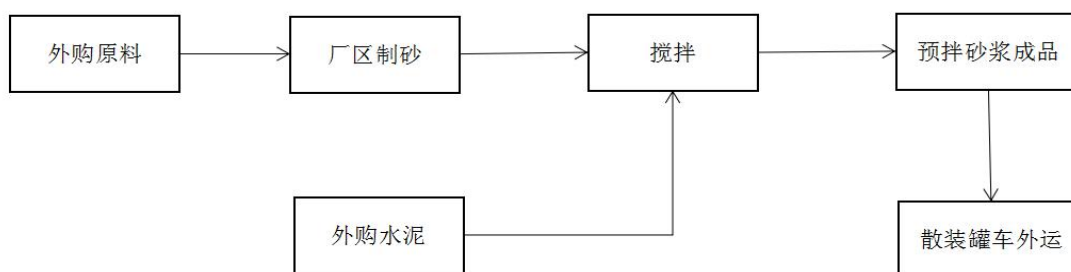 外购原料
厂区制砂
搅拌
预拌砂浆成品
外购水泥
散装罐车外运